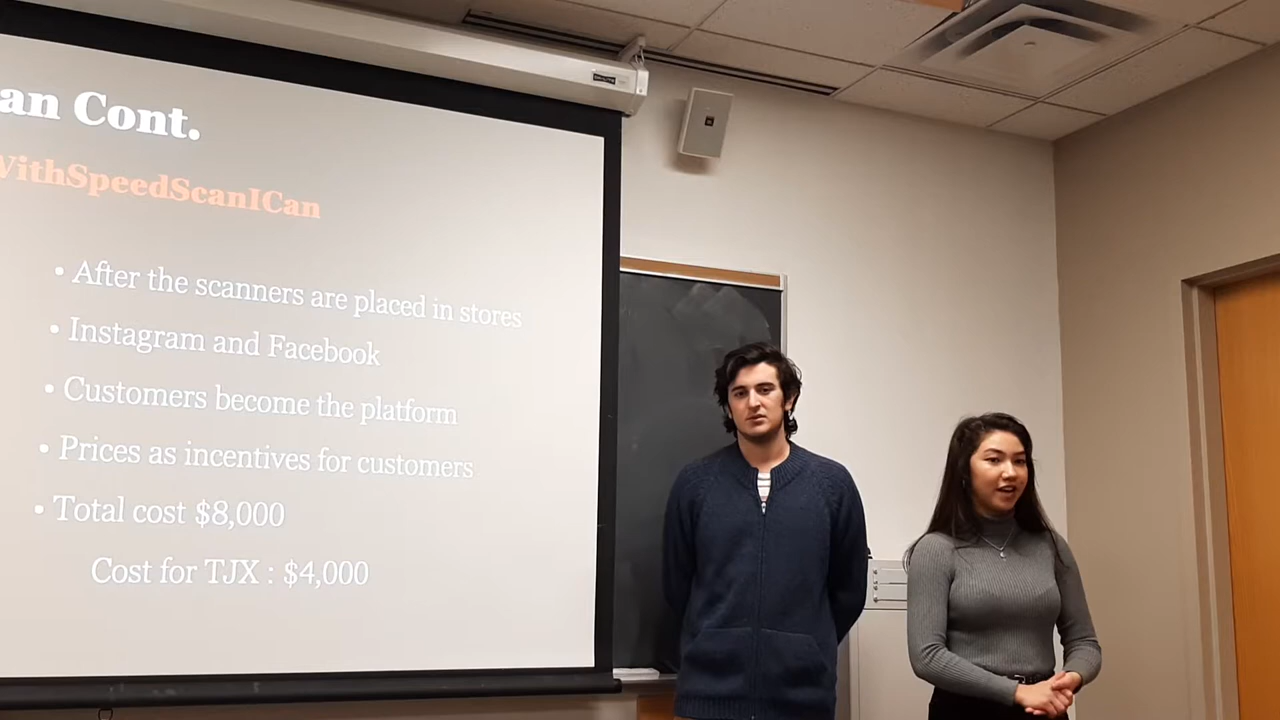 an Cont.
WithSpeedScanICan
• After the scanners are placed in stores
• Instagram and Facebook
• Customers become the platform
• Prices as incentives for customers
• Total cost $8,000
Cost for TJX : $4,000